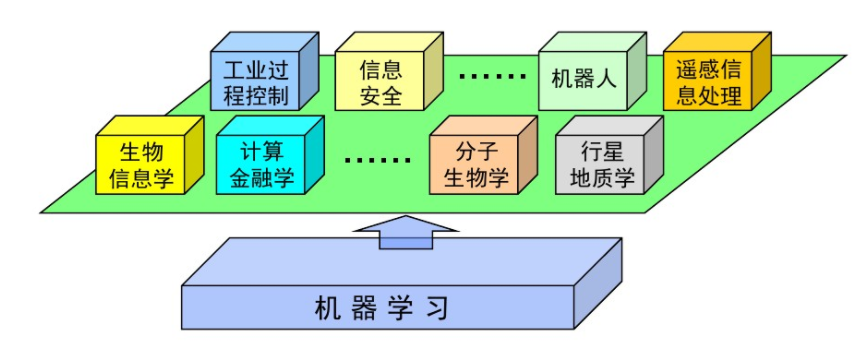 工业过
程控制
信息
安全
······
机器人
遥感信
息处理
生物
信息学
计算
金融学
······
分子
生物学
行星
地质学
机器学习